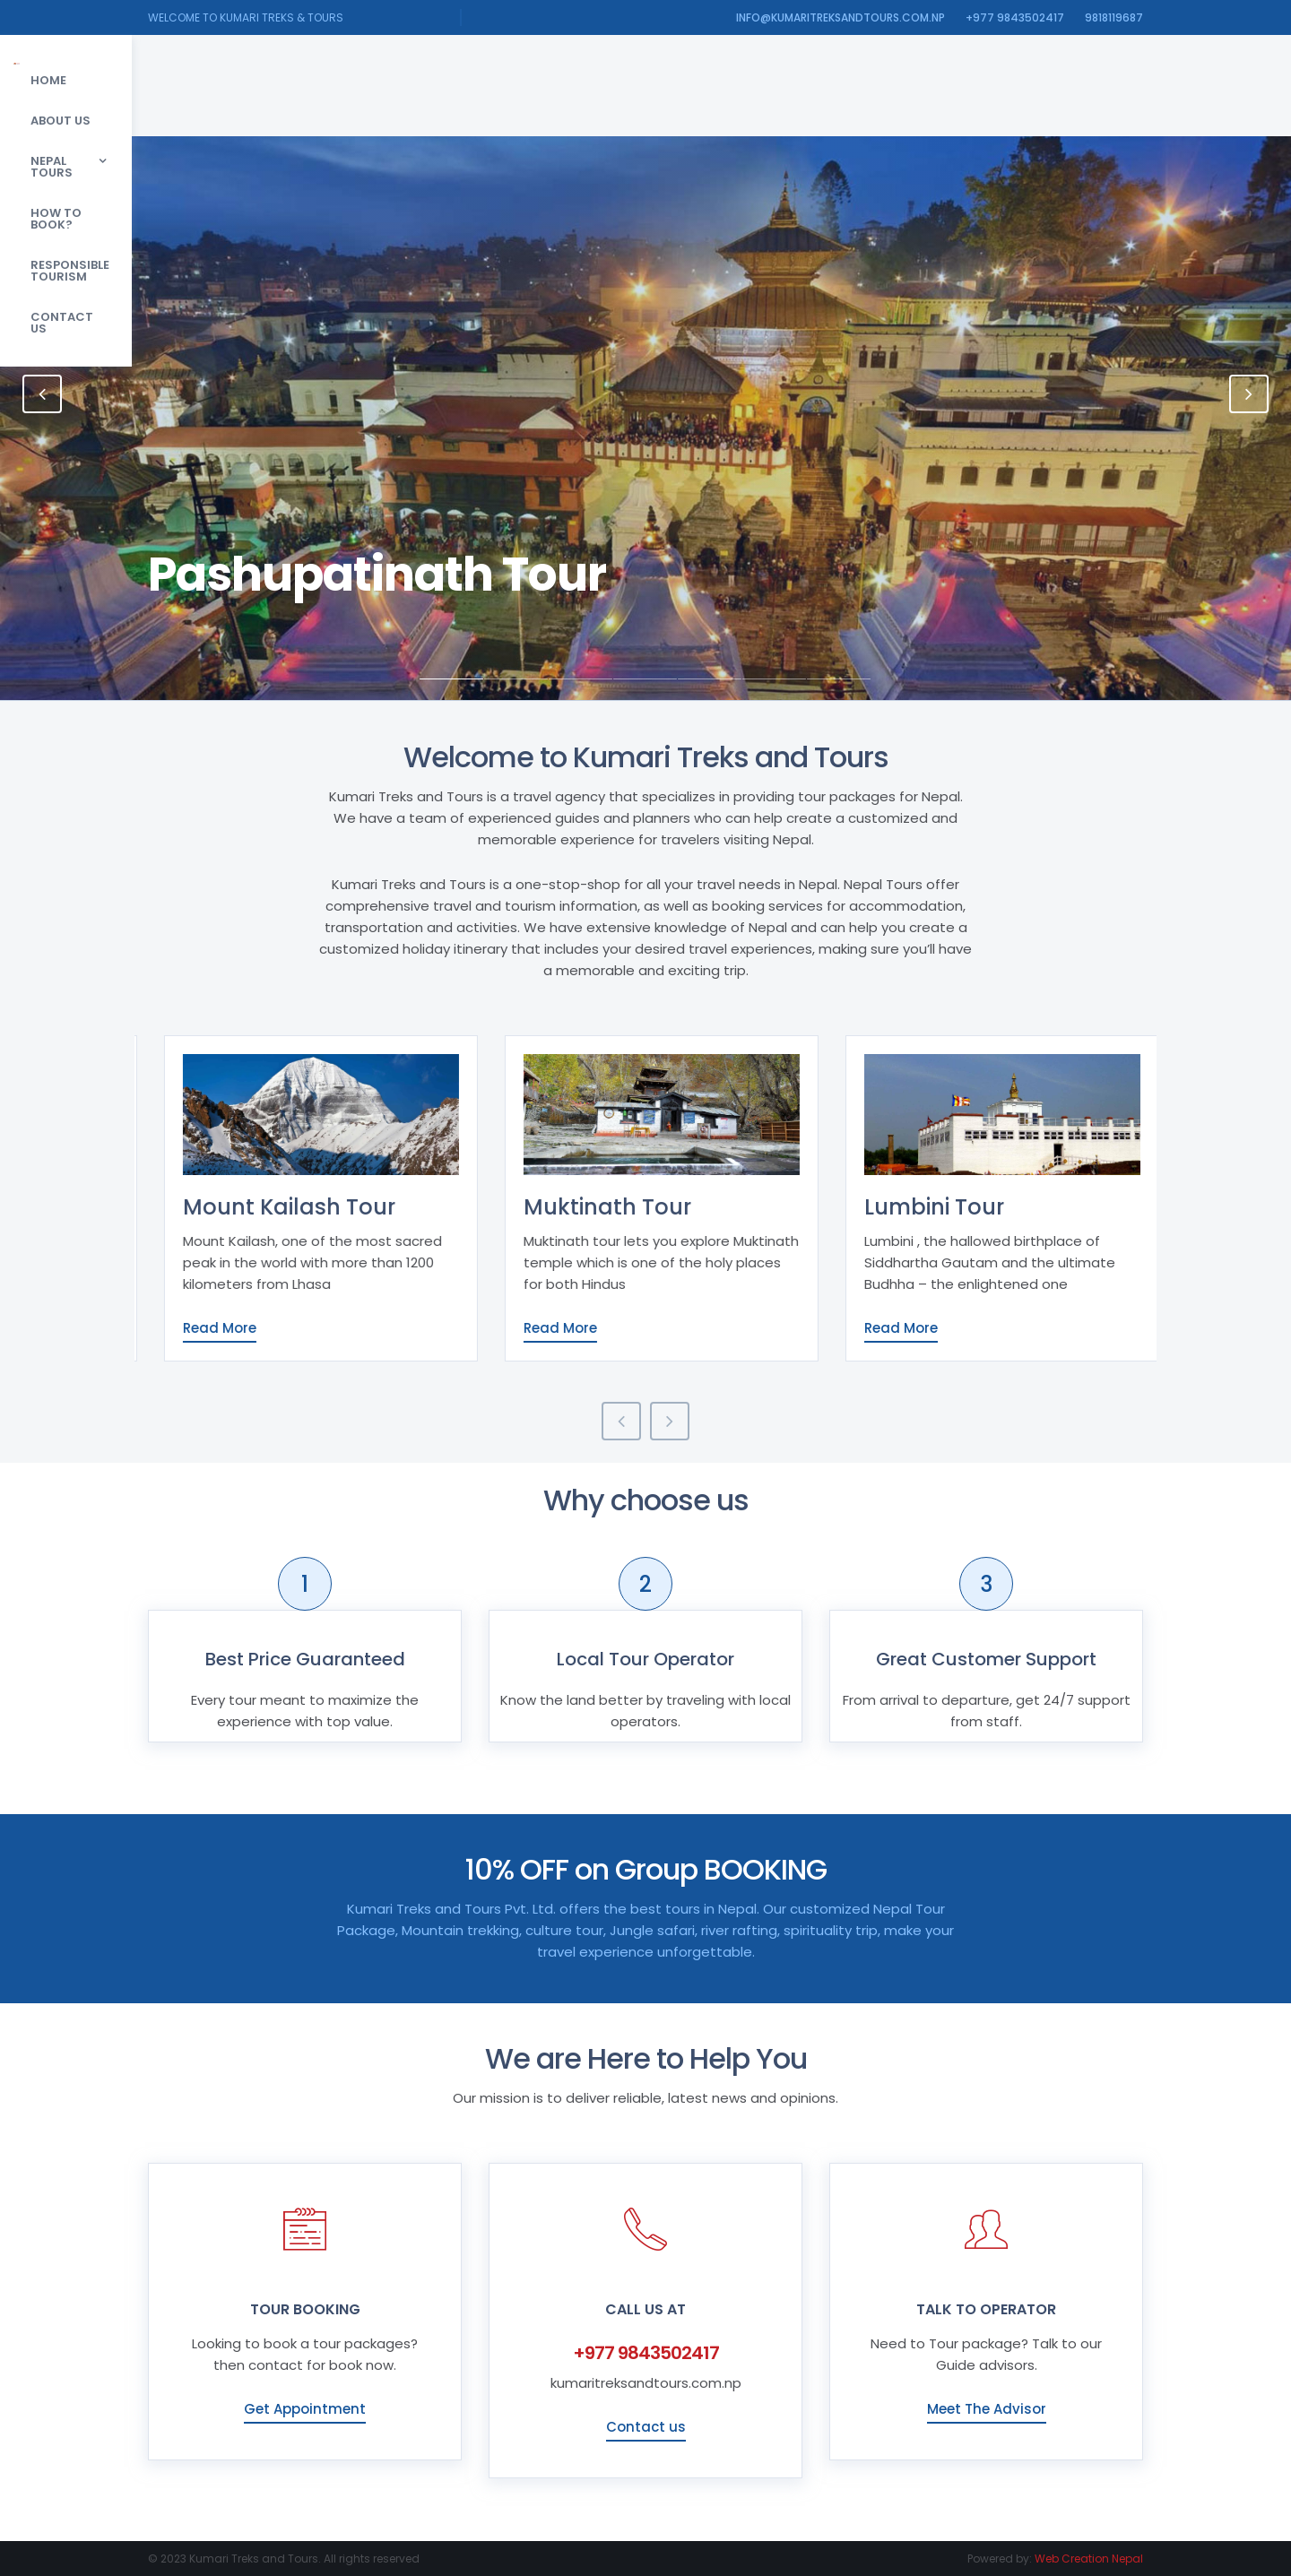 WELCOME TO KUMARI TREKS & TOURS
INFO@KUMARITREKSANDTOURS.COM.NP
+977 9843502417
9818119687
HOME
ABOUT US
NEPAL
TOURS
HOW TO
BOOK?
RESPONSIBLE
TOURISM
CONTACT
US
Pashupatinath Tour
Welcome to Kumari Treks and Tours
Kumari Treks and Tours is a travel agency that specializes in providing tour packages for Nepal.
We have a team of experienced guides and planners who can help create a customized and
memorable experience for travelers visiting Nepal.
Kumari Treks and Tours is a one-stop-shop for all your travel needs in Nepal. Nepal Tours offer
comprehensive travel and tourism information, as well as booking services for accommodation,
transportation and activities. We have extensive knowledge of Nepal and can help you create a
customized holiday itinerary that includes your desired travel experiences, making sure you’ll have
a memorable and exciting trip.
Mount Kailash Tour
Mount Kailash, one of the most sacred
peak in the world with more than 1200
kilometers from Lhasa
Read More
Muktinath Tour
Muktinath tour lets you explore Muktinath
temple which is one of the holy places
for both Hindus
Read More
Lumbini Tour
Lumbini , the hallowed birthplace of
Siddhartha Gautam and the ultimate
Budhha – the enlightened one
Read More
Why choose us
1
Best Price Guaranteed
Every tour meant to maximize the
experience with top value.
2
Local Tour Operator
Know the land better by traveling with local
operators.
3
Great Customer Support
From arrival to departure, get 24/7 support
from staff.
10% OFF on Group BOOKING
Kumari Treks and Tours Pvt. Ltd. offers the best tours in Nepal. Our customized Nepal Tour
Package, Mountain trekking, culture tour, Jungle safari, river rafting, spirituality trip, make your
travel experience unforgettable.
We are Here to Help You
Our mission is to deliver reliable, latest news and opinions.
TOUR BOOKING
Looking to book a tour packages?
then contact for book now.
Get Appointment
CALL US AT
+977 9843502417
kumaritreksandtours.com.np
Contact us
TALK TO OPERATOR
Need to Tour package? Talk to our
Guide advisors.
Meet The Advisor
© 2023 Kumari Treks and Tours. All rights reserved
Powered by: Web Creation Nepal